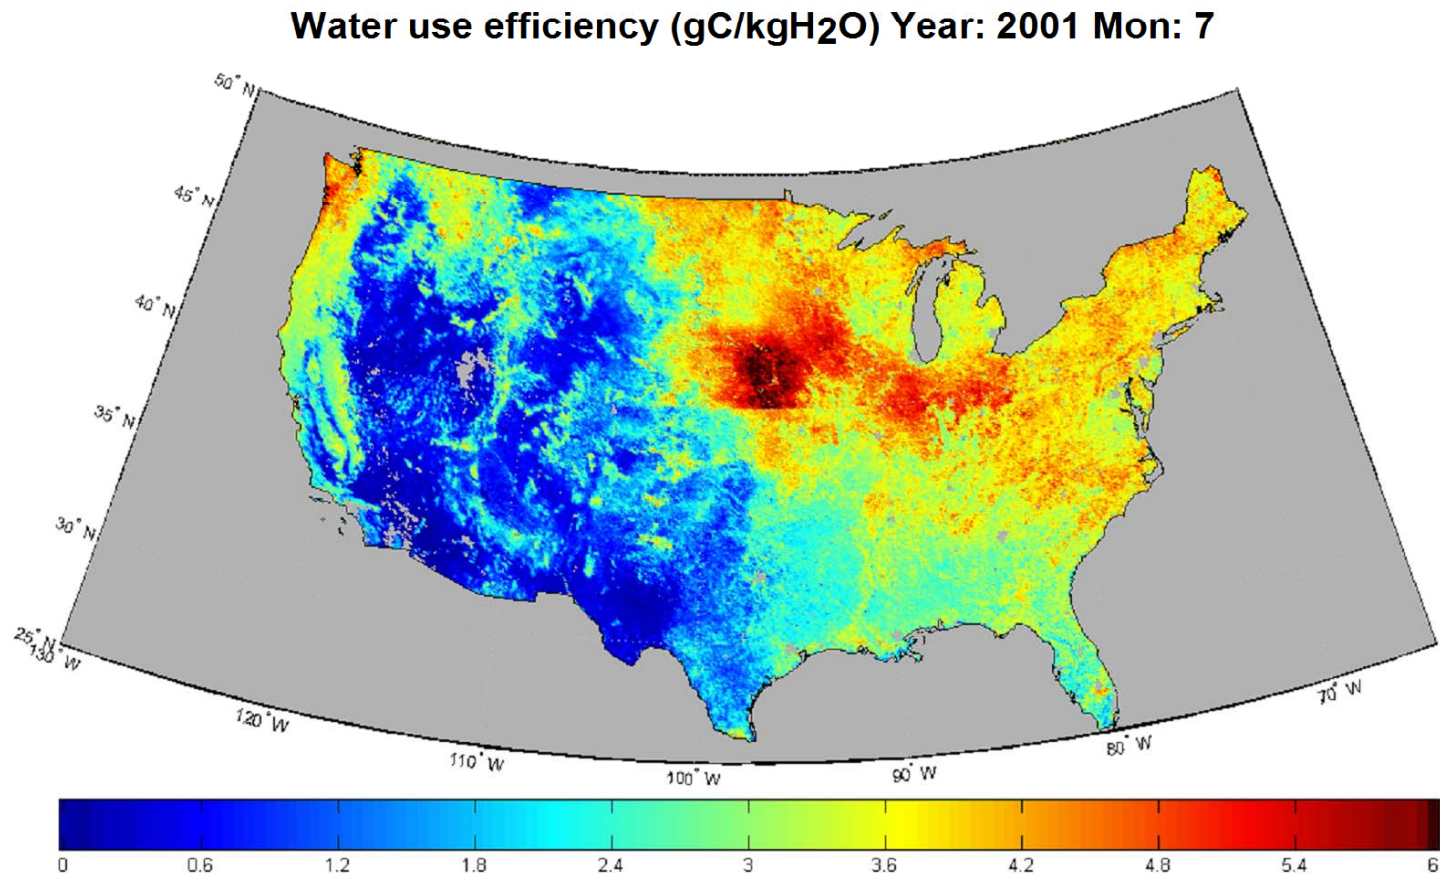 Water use efficiency (gC/kgH2O) Year: 2001 Mon: 7
50° N
45° N
40° N
35° N
30° N
25° N
130° W
120° W
110° W
100° W
90° W
80° W
70° W
0 0.6 1.2 1.8 2.4 3 3.6 4.2 4.8 5.4 6